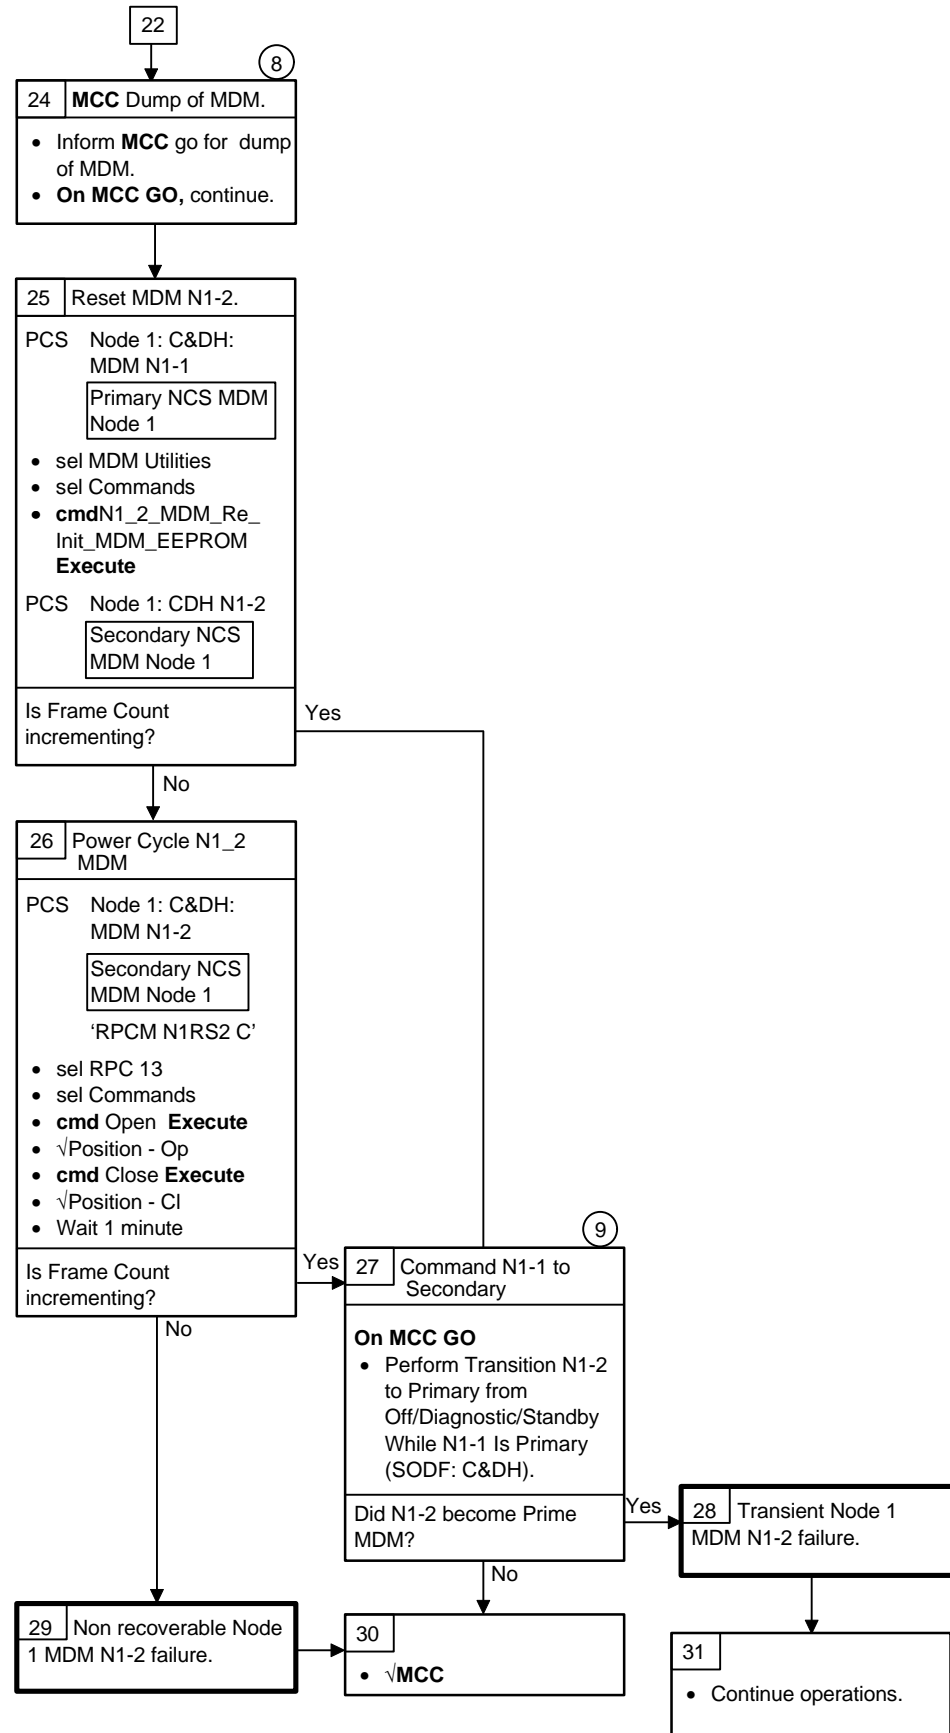 22
8
24 MCC Dump of MDM.
• Inform MCC go for dump
of MDM.
• On MCC GO, continue.
25 Reset MDM N1-2.
PCS Node 1: C&DH:
MDM N1-1
Primary NCS MDM
Node 1
• sel MDM Utilities
• sel Commands
• cmdN1_2_MDM_Re_
Init_MDM_EEPROM
Execute
PCS Node 1: CDH N1-2
Secondary NCS
MDM Node 1
Is Frame Count
incrementing?
Yes
No
26 Power Cycle N1_2
MDM
PCS Node 1: C&DH:
MDM N1-2
Secondary NCS
MDM Node 1
‘RPCM N1RS2 C’
• sel RPC 13
• sel Commands
• cmd Open Execute
• √Position - Op
• cmd Close Execute
• √Position - Cl
• Wait 1 minute
Is Frame Count
incrementing?
Yes
No
9
27 Command N1-1 to
Secondary
On MCC GO
• Perform Transition N1-2
to Primary from
Off/Diagnostic/Standby
While N1-1 Is Primary
(SODF: C&DH).
Did N1-2 become Prime
MDM?
Yes
No
28 Transient Node 1
MDM N1-2 failure.
29 Non recoverable Node
1 MDM N1-2 failure.
30
• √MCC
31
• Continue operations.